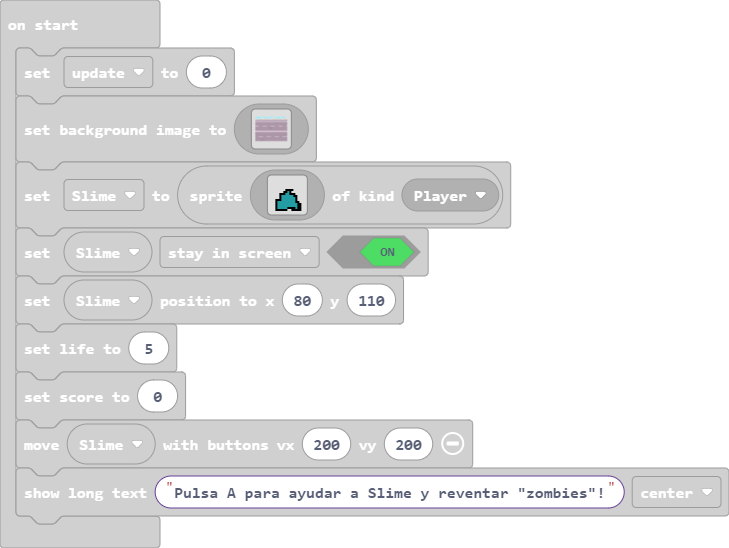 on start
set update to 0
set background image to
set Slime to sprite of kind Player
set Slime stay in screen ON
set Slime position to x 80 y 110
set life to 5
set score to 0
move Slime with buttons vx 200 vy 200
show long text "Pulsa A para ayudar a Slime y reventar "zombies"!" center